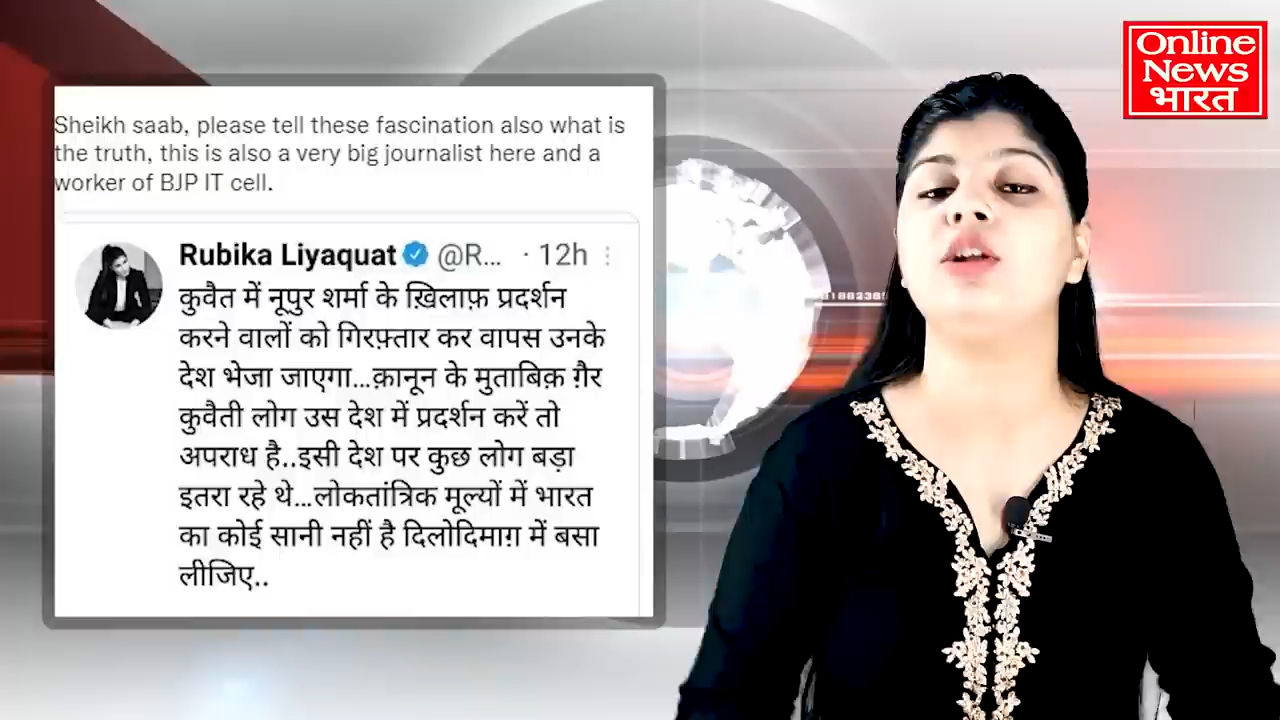 Online
News
भारत
Sheikh saab, please tell these fascination also what is
the truth, this is also a very big journalist here and a
worker of BJP IT cell.
Rubika Liyaquat @R... · 12h
कुवैत में नूपुर शर्मा के ख़िलाफ़ प्रदर्शन
करने वालों को गिरफ़्तार कर वापस उनके
देश भेजा जाएगा...क़ानून के मुताबिक़ ग़ैर
कुवैती लोग उस देश में प्रदर्शन करें तो
अपराध है..इसी देश पर कुछ लोग बड़ा
इतरा रहे थे...लोकतांत्रिक मूल्यों में भारत
का कोई सानी नहीं है दिलोदिमाग़ में बसा
लीजिए..